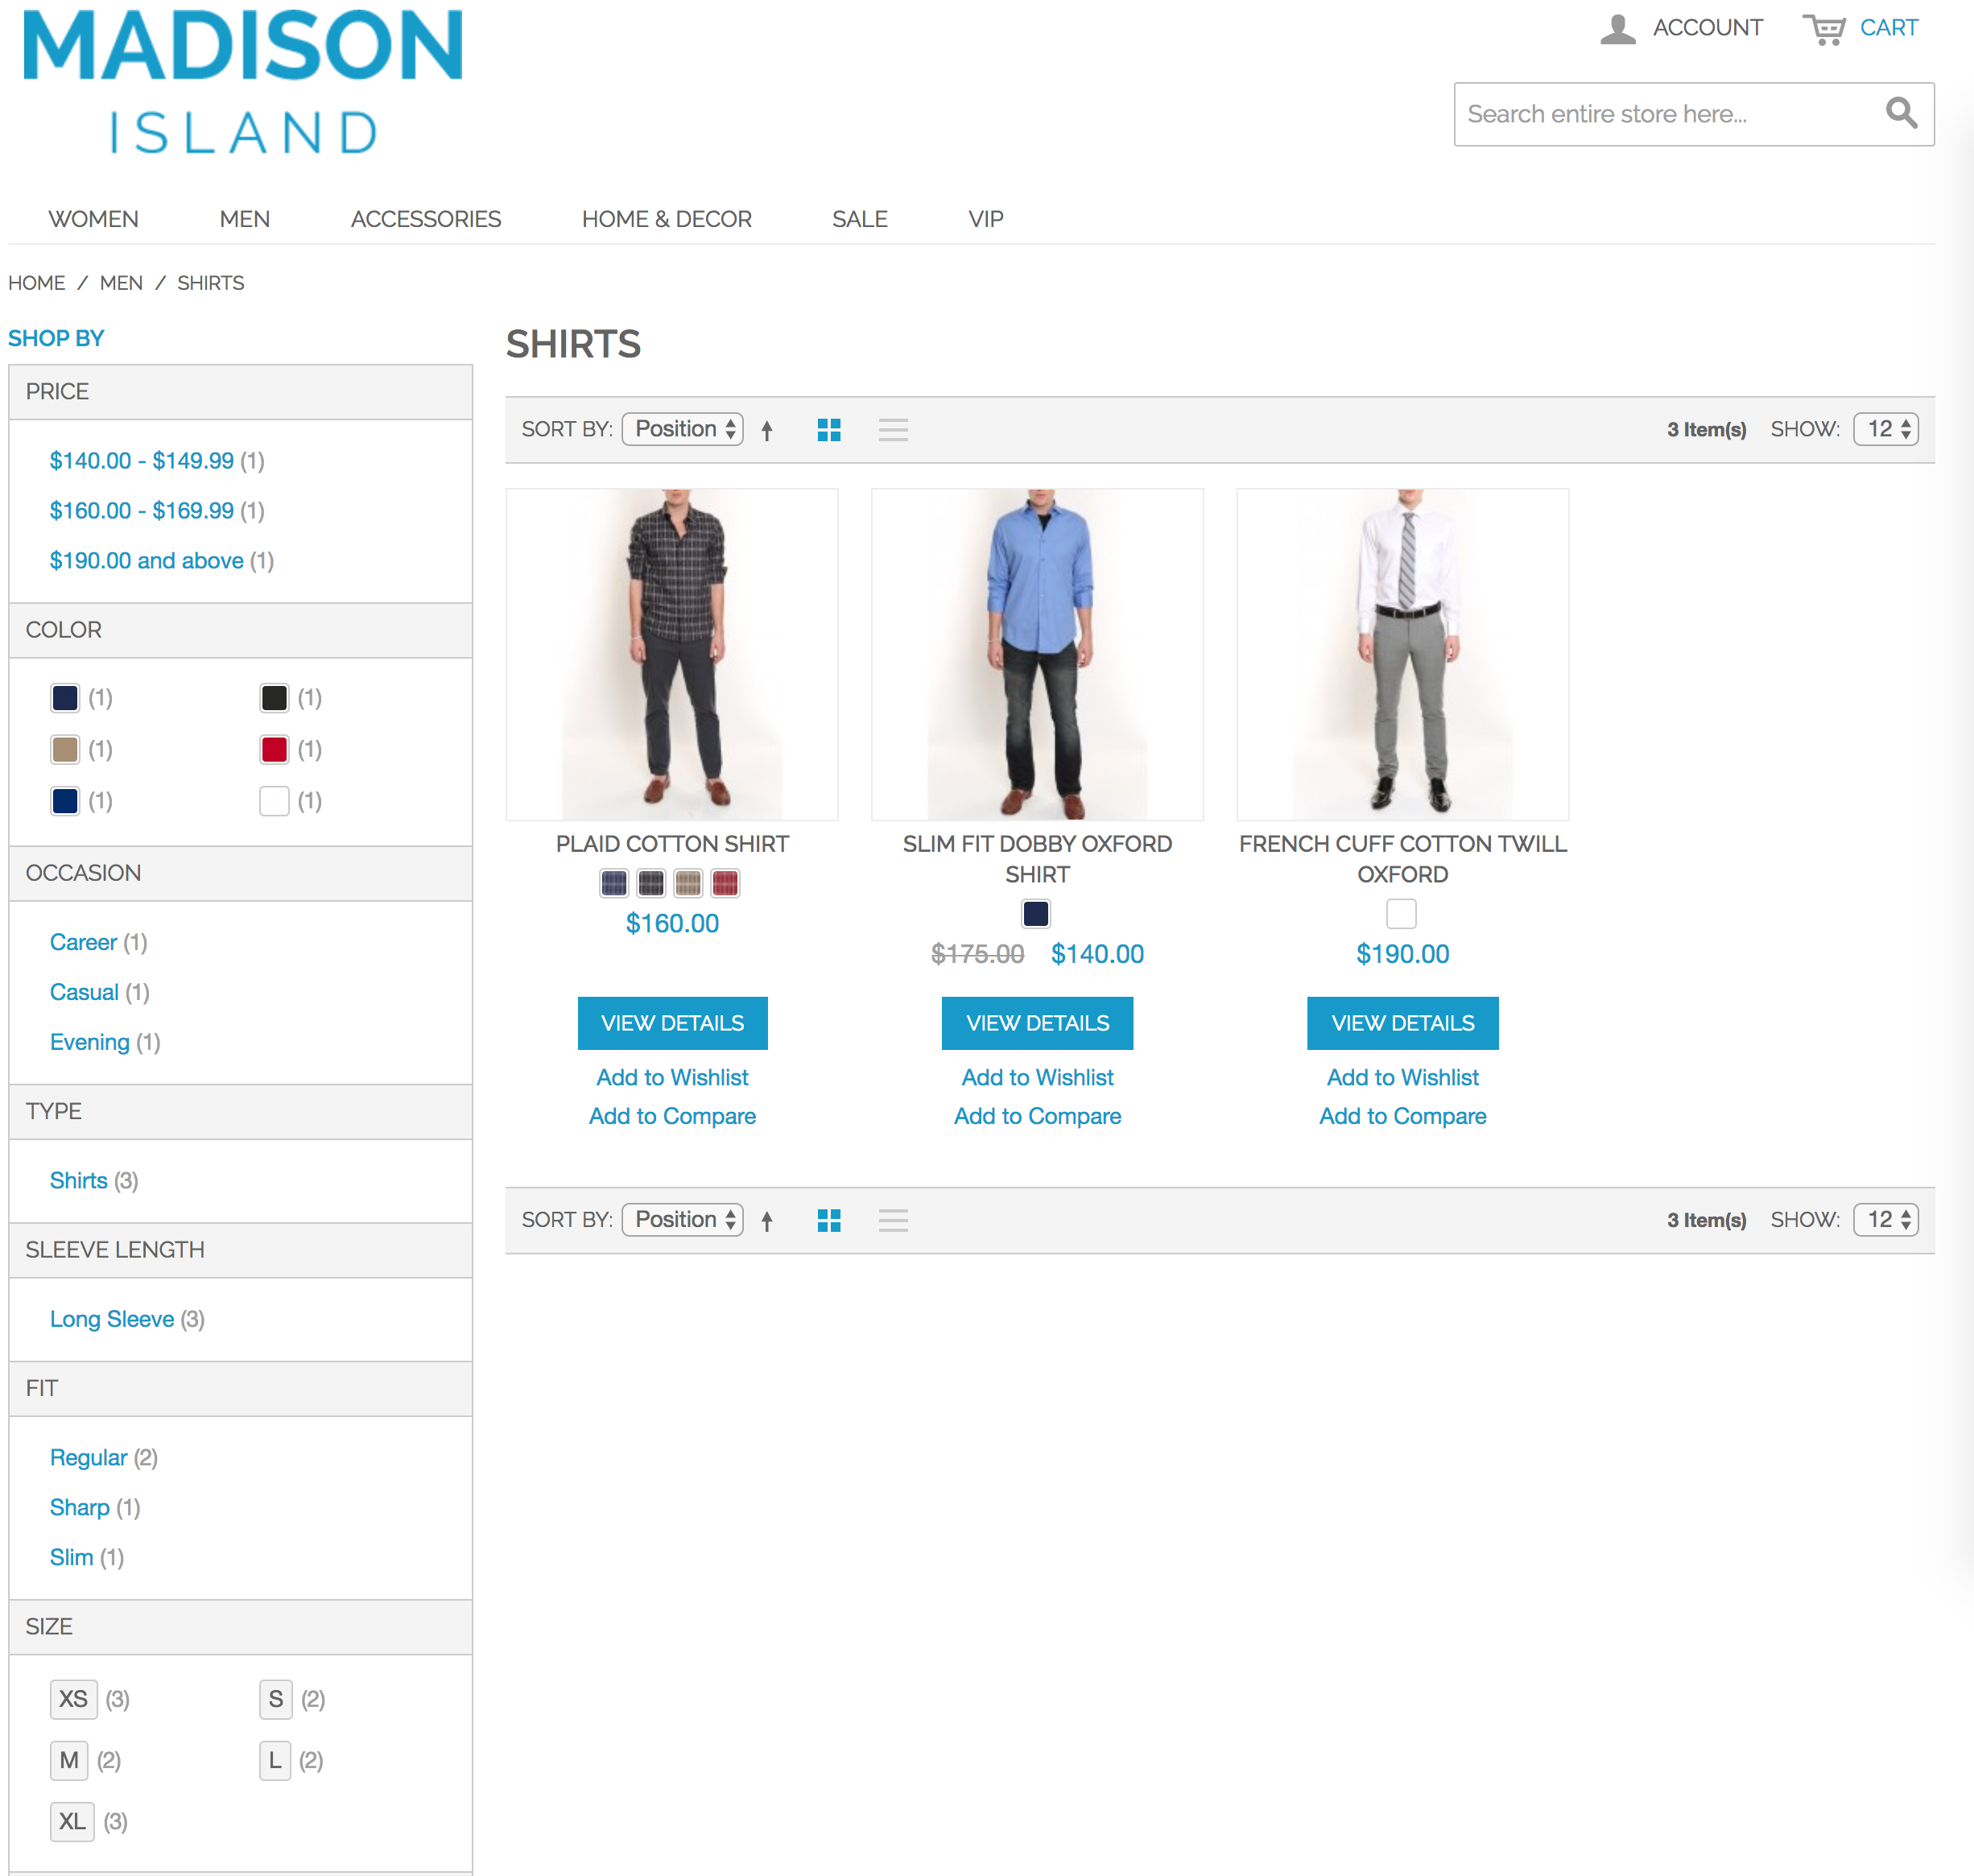 MADISON
ISLAND
ACCOUNT
CART
Search entire store here...
WOMEN MEN ACCESSORIES HOME & DECOR SALE VIP
HOME / MEN / SHIRTS
SHOP BY
PRICE
$140.00 - $149.99 (1)
$160.00 - $169.99 (1)
$190.00 and above (1)
COLOR
(1) (1)
(1) (1)
(1) (1)
OCCASION
Career (1)
Casual (1)
Evening (1)
TYPE
Shirts (3)
SLEEVE LENGTH
Long Sleeve (3)
FIT
Regular (2)
Sharp (1)
Slim (1)
SIZE
XS (3) S (2)
M (2) L (2)
XL (3)
SHIRTS
SORT BY: Position 3 Item(s) SHOW: 12
PLAID COTTON SHIRT
$160.00
VIEW DETAILS
Add to Wishlist
Add to Compare
SLIM FIT DOBBY OXFORD
SHIRT
$175.00 $140.00
VIEW DETAILS
Add to Wishlist
Add to Compare
FRENCH CUFF COTTON TWILL
OXFORD
$190.00
VIEW DETAILS
Add to Wishlist
Add to Compare
SORT BY: Position 3 Item(s) SHOW: 12